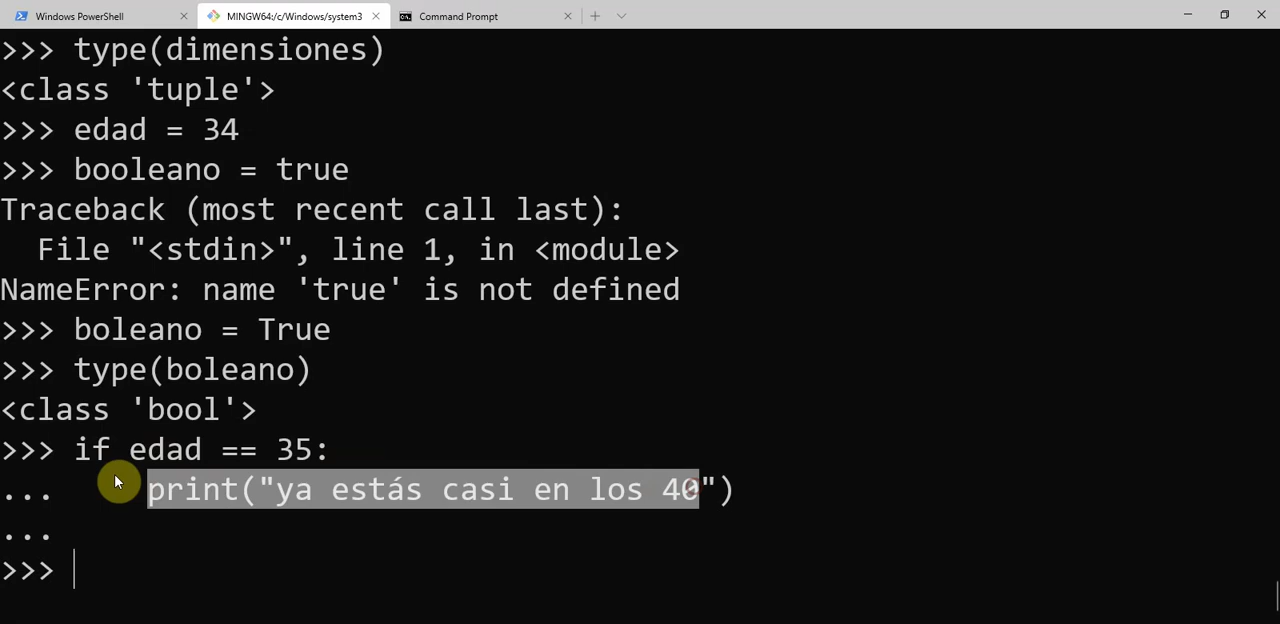 Windows PowerShell
MINGW64:/c/Windows/system3
Command Prompt
>>> type(dimensiones)
<class 'tuple'>
>>> edad = 34
>>> booleano = true
Traceback (most recent call last):
  File "<stdin>", line 1, in <module>
NameError: name 'true' is not defined
>>> boleano = True
>>> type(boleano)
<class 'bool'>
>>> if edad == 35:
...     print("ya estás casi en los 40")
...
>>>